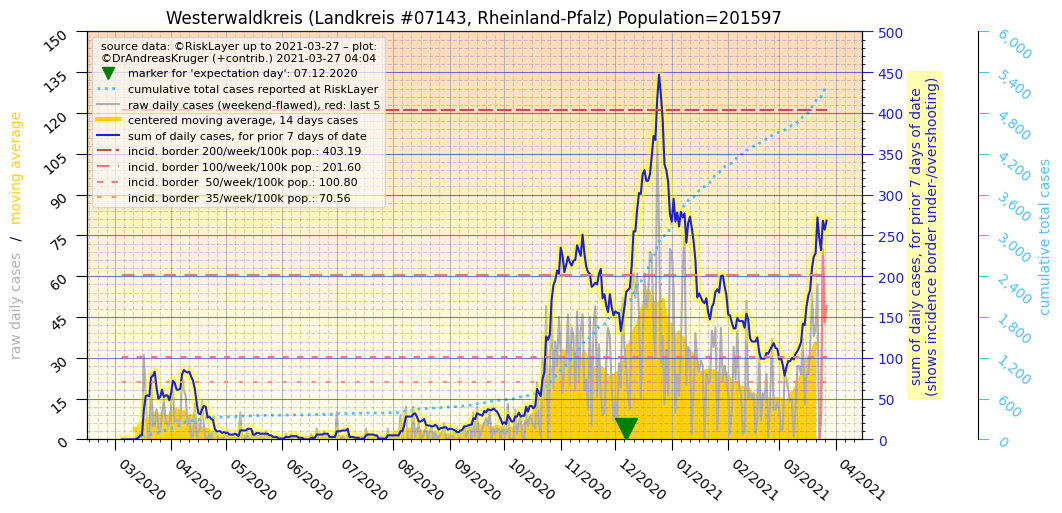 Westerwaldkreis (Landkreis #07143, Rheinland-Pfalz) Population=201597
source data: ©RiskLayer up to 2021-03-27 – plot:
©DrAndreasKruger (+contrib.) 2021-03-27 04:04
marker for 'expectation day': 07.12.2020
cumulative total cases reported at RiskLayer
raw daily cases (weekend-flawed), red: last 5
centered moving average, 14 days cases
sum of daily cases, for prior 7 days of date
incid. border 200/week/100k pop.: 403.19
incid. border 100/week/100k pop.: 201.60
incid. border  50/week/100k pop.: 100.80
incid. border  35/week/100k pop.: 70.56
raw daily cases  /  moving average
150
135
120
105
90
75
60
45
30
15
0
03/2020
04/2020
05/2020
06/2020
07/2020
08/2020
09/2020
10/2020
11/2020
12/2020
01/2021
02/2021
03/2021
04/2021
500
450
400
350
300
250
200
150
100
50
0
sum of daily cases, for prior 7 days of date
(shows incidence border under-/overshooting)
6,000
5,400
4,800
4,200
3,600
3,000
2,400
1,800
1,200
600
0
cumulative total cases